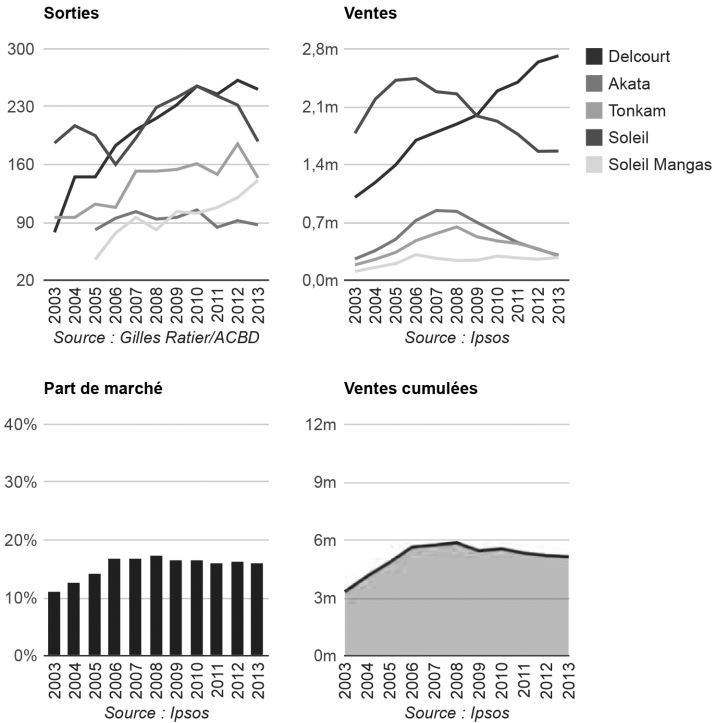 Sorties
300
230
160
90
20
2003
2004
2005
2006
2007
2008
2009
2010
2011
2012
2013
Source : Gilles Ratier/ACBD
Ventes
2,8m
2,1m
1,4m
0,7m
0,0m
2003
2004
2005
2006
2007
2008
2009
2010
2011
2012
2013
Source : Ipsos
Delcourt
Akata
Tonkam
Soleil
Soleil Mangas
Part de marché
40%
30%
20%
10%
0%
2003
2004
2005
2006
2007
2008
2009
2010
2011
2012
2013
Source : Ipsos
Ventes cumulées
12m
9m
6m
3m
0m
2003
2004
2005
2006
2007
2008
2009
2010
2011
2012
2013
Source : Ipsos